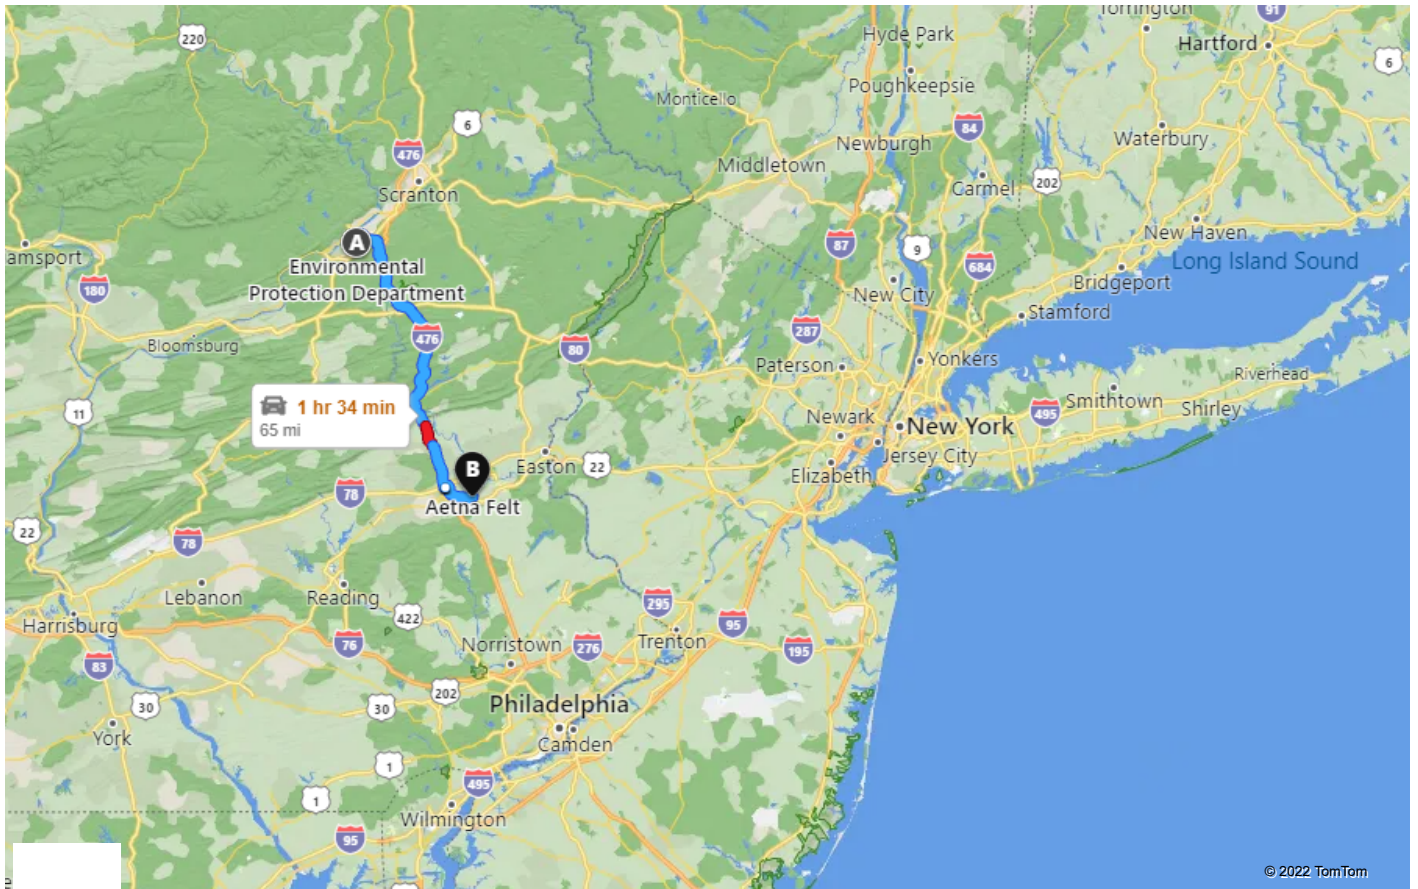 Torrington
91
220
Hyde Park
Hartford
6
Poughkeepsie
Monticello
6
84
Waterbury
Newburgh
476
Middletown
Scranton
Carmel
202
New Haven
A
87
9
amsport
Long Island Sound
684
Environmental
Protection Department
180
Bridgeport
New City
Stamford
287
476
Bloomsburg
80
Yonkers
Paterson
Riverhead
1 hr 34 min
65 mi
11
Smithtown
495
Shirley
Newark
New York
Jersey City
B
Easton
22
Elizabeth
78
Aetna Felt
22
78
Lebanon
Reading
295
422
95
Harrisburg
Norristown
276
Trenton
76
195
83
202
30
30
Philadelphia
York
Camden
1
495
1
Wilmington
95
© 2022 TomTom